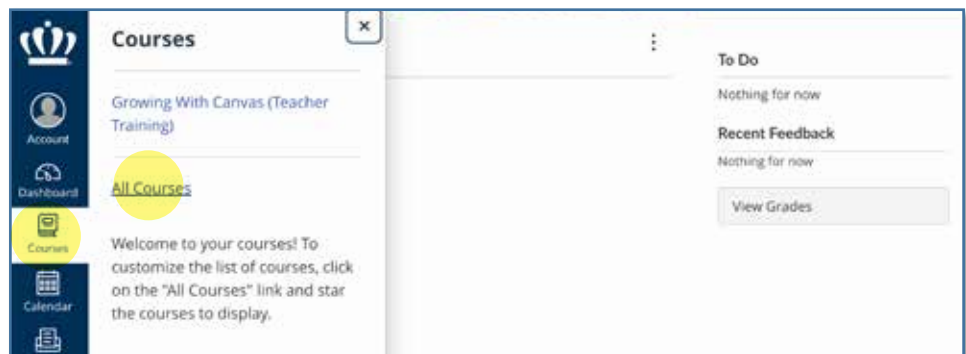 Account
Dashboard
Courses
Calendar
Courses
×
Growing With Canvas (Teacher
Training)
All Courses
Welcome to your courses! To
customize the list of courses, click
on the "All Courses" link and star
the courses to display.
To Do
Nothing for now
Recent Feedback
Nothing for now
View Grades